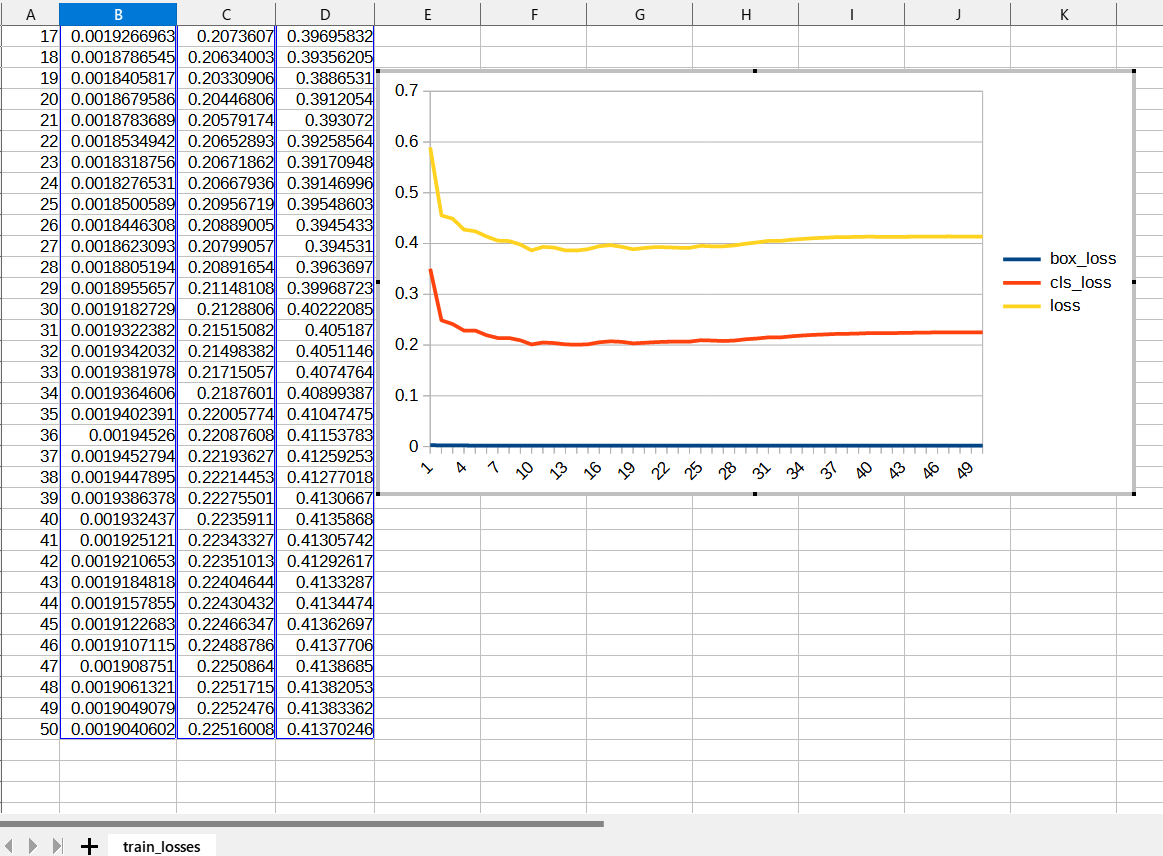 A B C D E F G H I J K
17 0.0019266963 0.2073607 0.39695832
18 0.0018786545 0.20634003 0.39356205
19 0.0018405817 0.20330906 0.3886531
20 0.0018679586 0.20446806 0.3912054
21 0.0018783689 0.20579174 0.393072
22 0.0018534942 0.20652893 0.39258564
23 0.0018318756 0.20671862 0.39170948
24 0.0018276531 0.20667936 0.39146996
25 0.0018500589 0.20956719 0.39548603
26 0.0018446308 0.20889005 0.3945433
27 0.0018623093 0.20799057 0.394531
28 0.0018805194 0.20891654 0.3963697
29 0.0018955657 0.21148108 0.39968723
30 0.0019182729 0.2128806 0.40222085
31 0.0019322382 0.21515082 0.405187
32 0.0019342032 0.21498382 0.4051146
33 0.0019381978 0.21715057 0.4074764
34 0.0019364606 0.2187601 0.40899387
35 0.0019402391 0.22005774 0.41047475
36 0.00194526 0.22087608 0.41153783
37 0.0019452794 0.22193627 0.41259253
38 0.0019447895 0.22214453 0.41277018
39 0.0019386378 0.22275501 0.4130667
40 0.001932437 0.2235911 0.4135868
41 0.001925121 0.22343327 0.41305742
42 0.0019210653 0.22351013 0.41292617
43 0.0019184818 0.22404644 0.4133287
44 0.0019157855 0.22430432 0.4134474
45 0.0019122683 0.22466347 0.41362697
46 0.0019107115 0.22488786 0.4137706
47 0.001908751 0.2250864 0.4138685
48 0.0019061321 0.2251715 0.41382053
49 0.0019049079 0.2252476 0.41383362
50 0.0019040602 0.22516008 0.41370246
0.7
0.6
0.5
0.4
0.3
0.2
0.1
0
1 4 7 10 13 16 19 22 25 28 31 34 37 40 43 46 49
box_loss
cls_loss
loss
train_losses